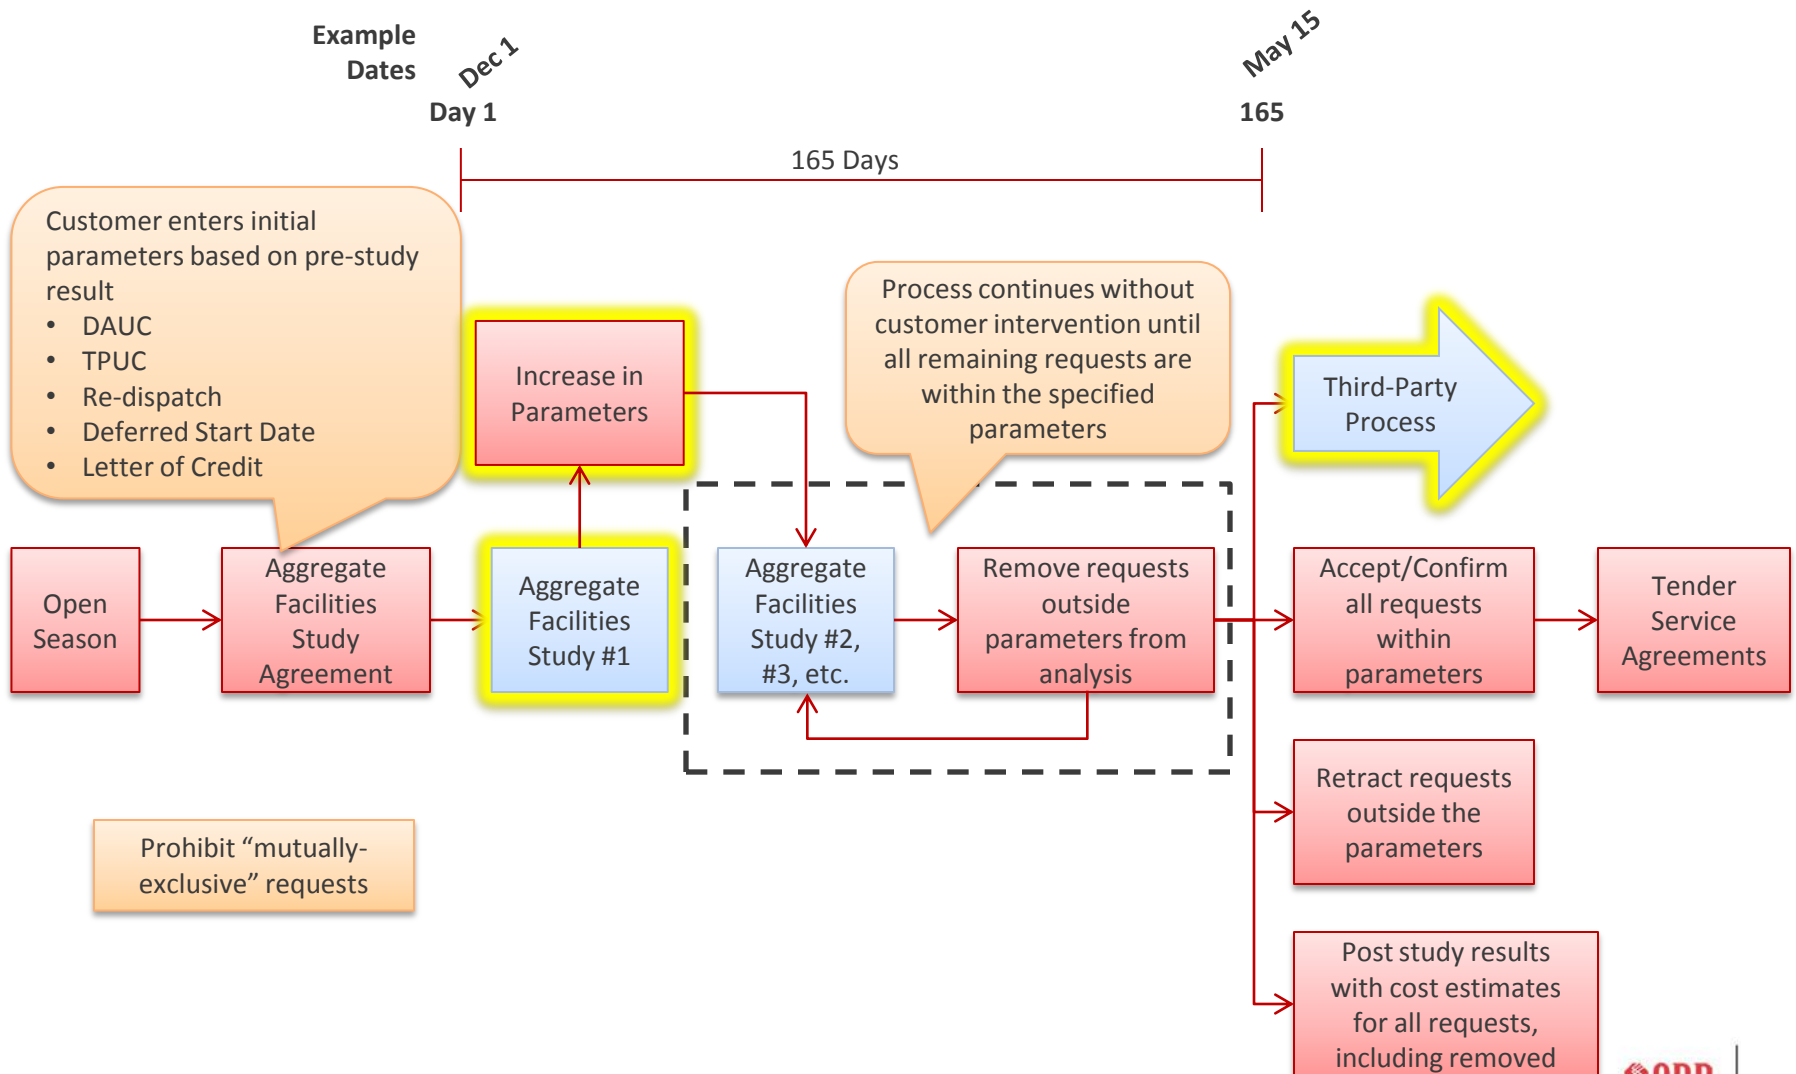 Example
Dates
Dec 1
May 15
Day 1
165
165 Days
Customer enters initial
parameters based on pre-study
result
• DAUC
• TPUC
• Re-dispatch
• Deferred Start Date
• Letter of Credit
Process continues without
customer intervention until
all remaining requests are
within the specified
parameters
Increase in
Parameters
Third-Party
Process
Open
Season
Aggregate
Facilities
Study
Agreement
Aggregate
Facilities
Study #1
Aggregate
Facilities
Study #2,
#3, etc.
Remove requests
outside
parameters from
analysis
Accept/Confirm
all requests
within
parameters
Tender
Service
Agreements
Retract requests
outside the
parameters
Prohibit “mutually-
exclusive” requests
Post study results
with cost estimates
for all requests,
including removed